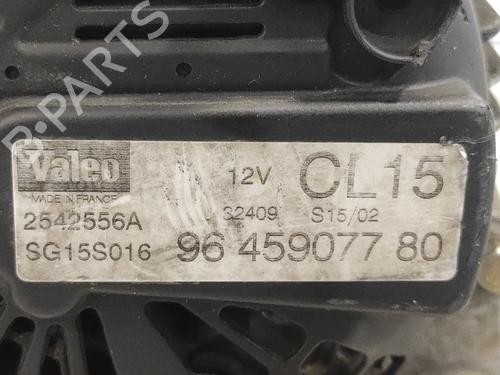 B-PARTS
Valeo
MADE IN FRANCE
12V
CL15
2542556A
32409
S15/02
SG15S016
96 459077 80